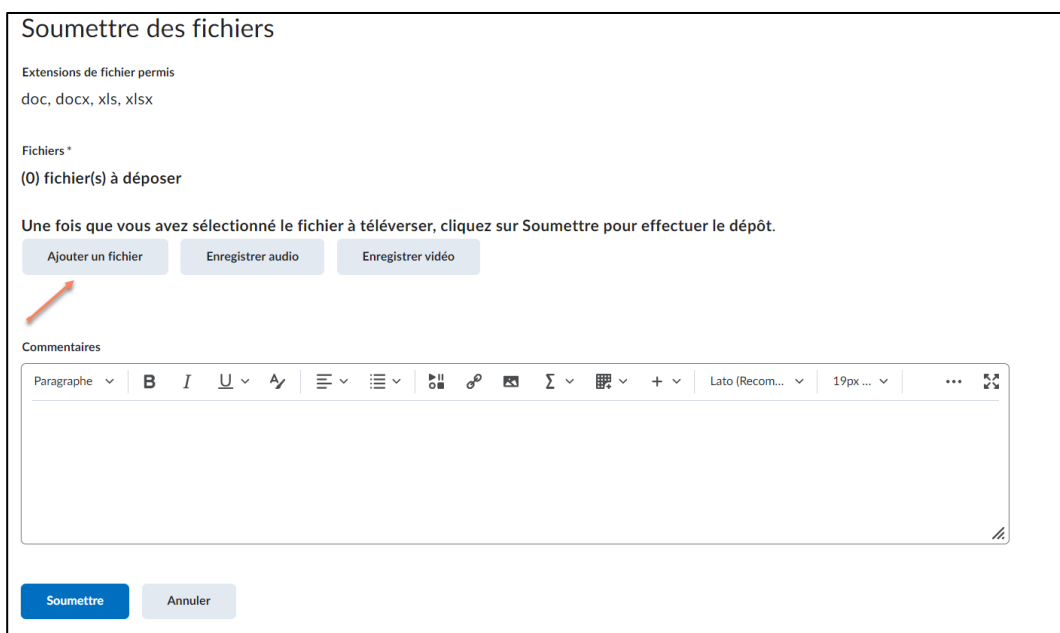 Soumettre des fichiers
Extensions de fichier permis
doc, docx, xls, xlsx
Fichiers *
(0) fichier(s) à déposer
Une fois que vous avez sélectionné le fichier à téléverser, cliquez sur Soumettre pour effectuer le dépôt.
Ajouter un fichier Enregistrer audio Enregistrer vidéo
Commentaires
Paragraphe B I U A Σ + Lato (Recom... 19px ... ...
Soumettre Annuler